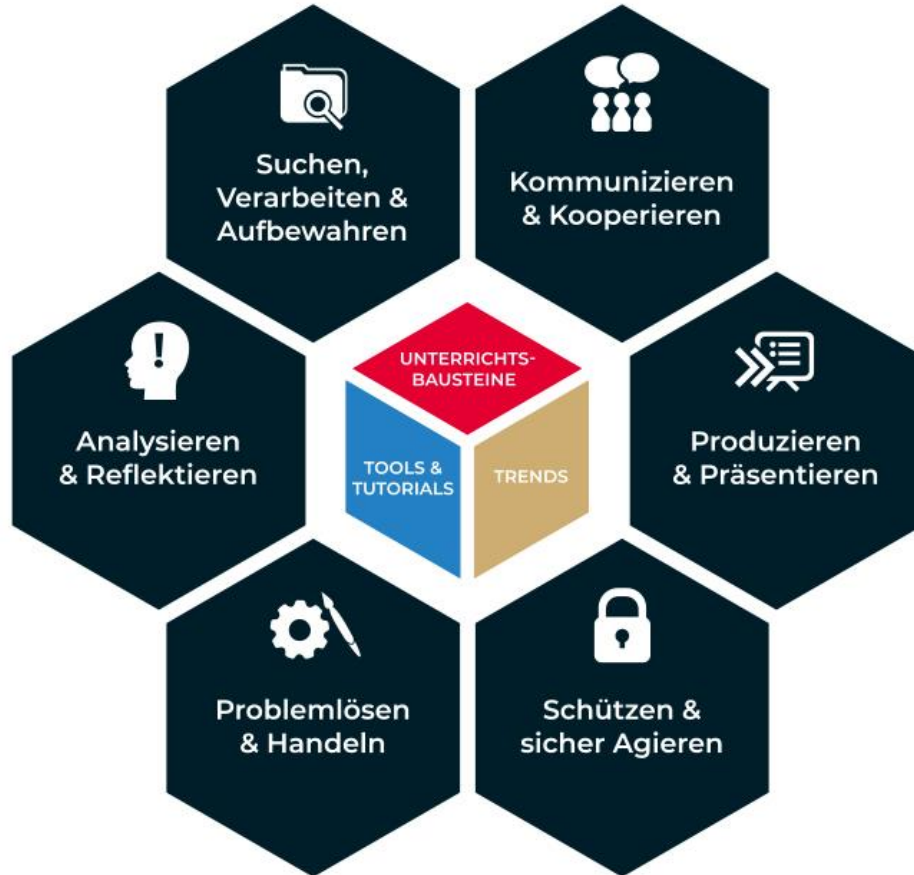 Suchen,
Verarbeiten &
Aufbewahren
Kommunizieren
& Kooperieren
UNTERRICHTS-
BAUSTEINE
TOOLS &
TUTORIALS
TRENDS
Analysieren
& Reflektieren
Produzieren
& Präsentieren
Problemlösen
& Handeln
Schützen &
sicher Agieren